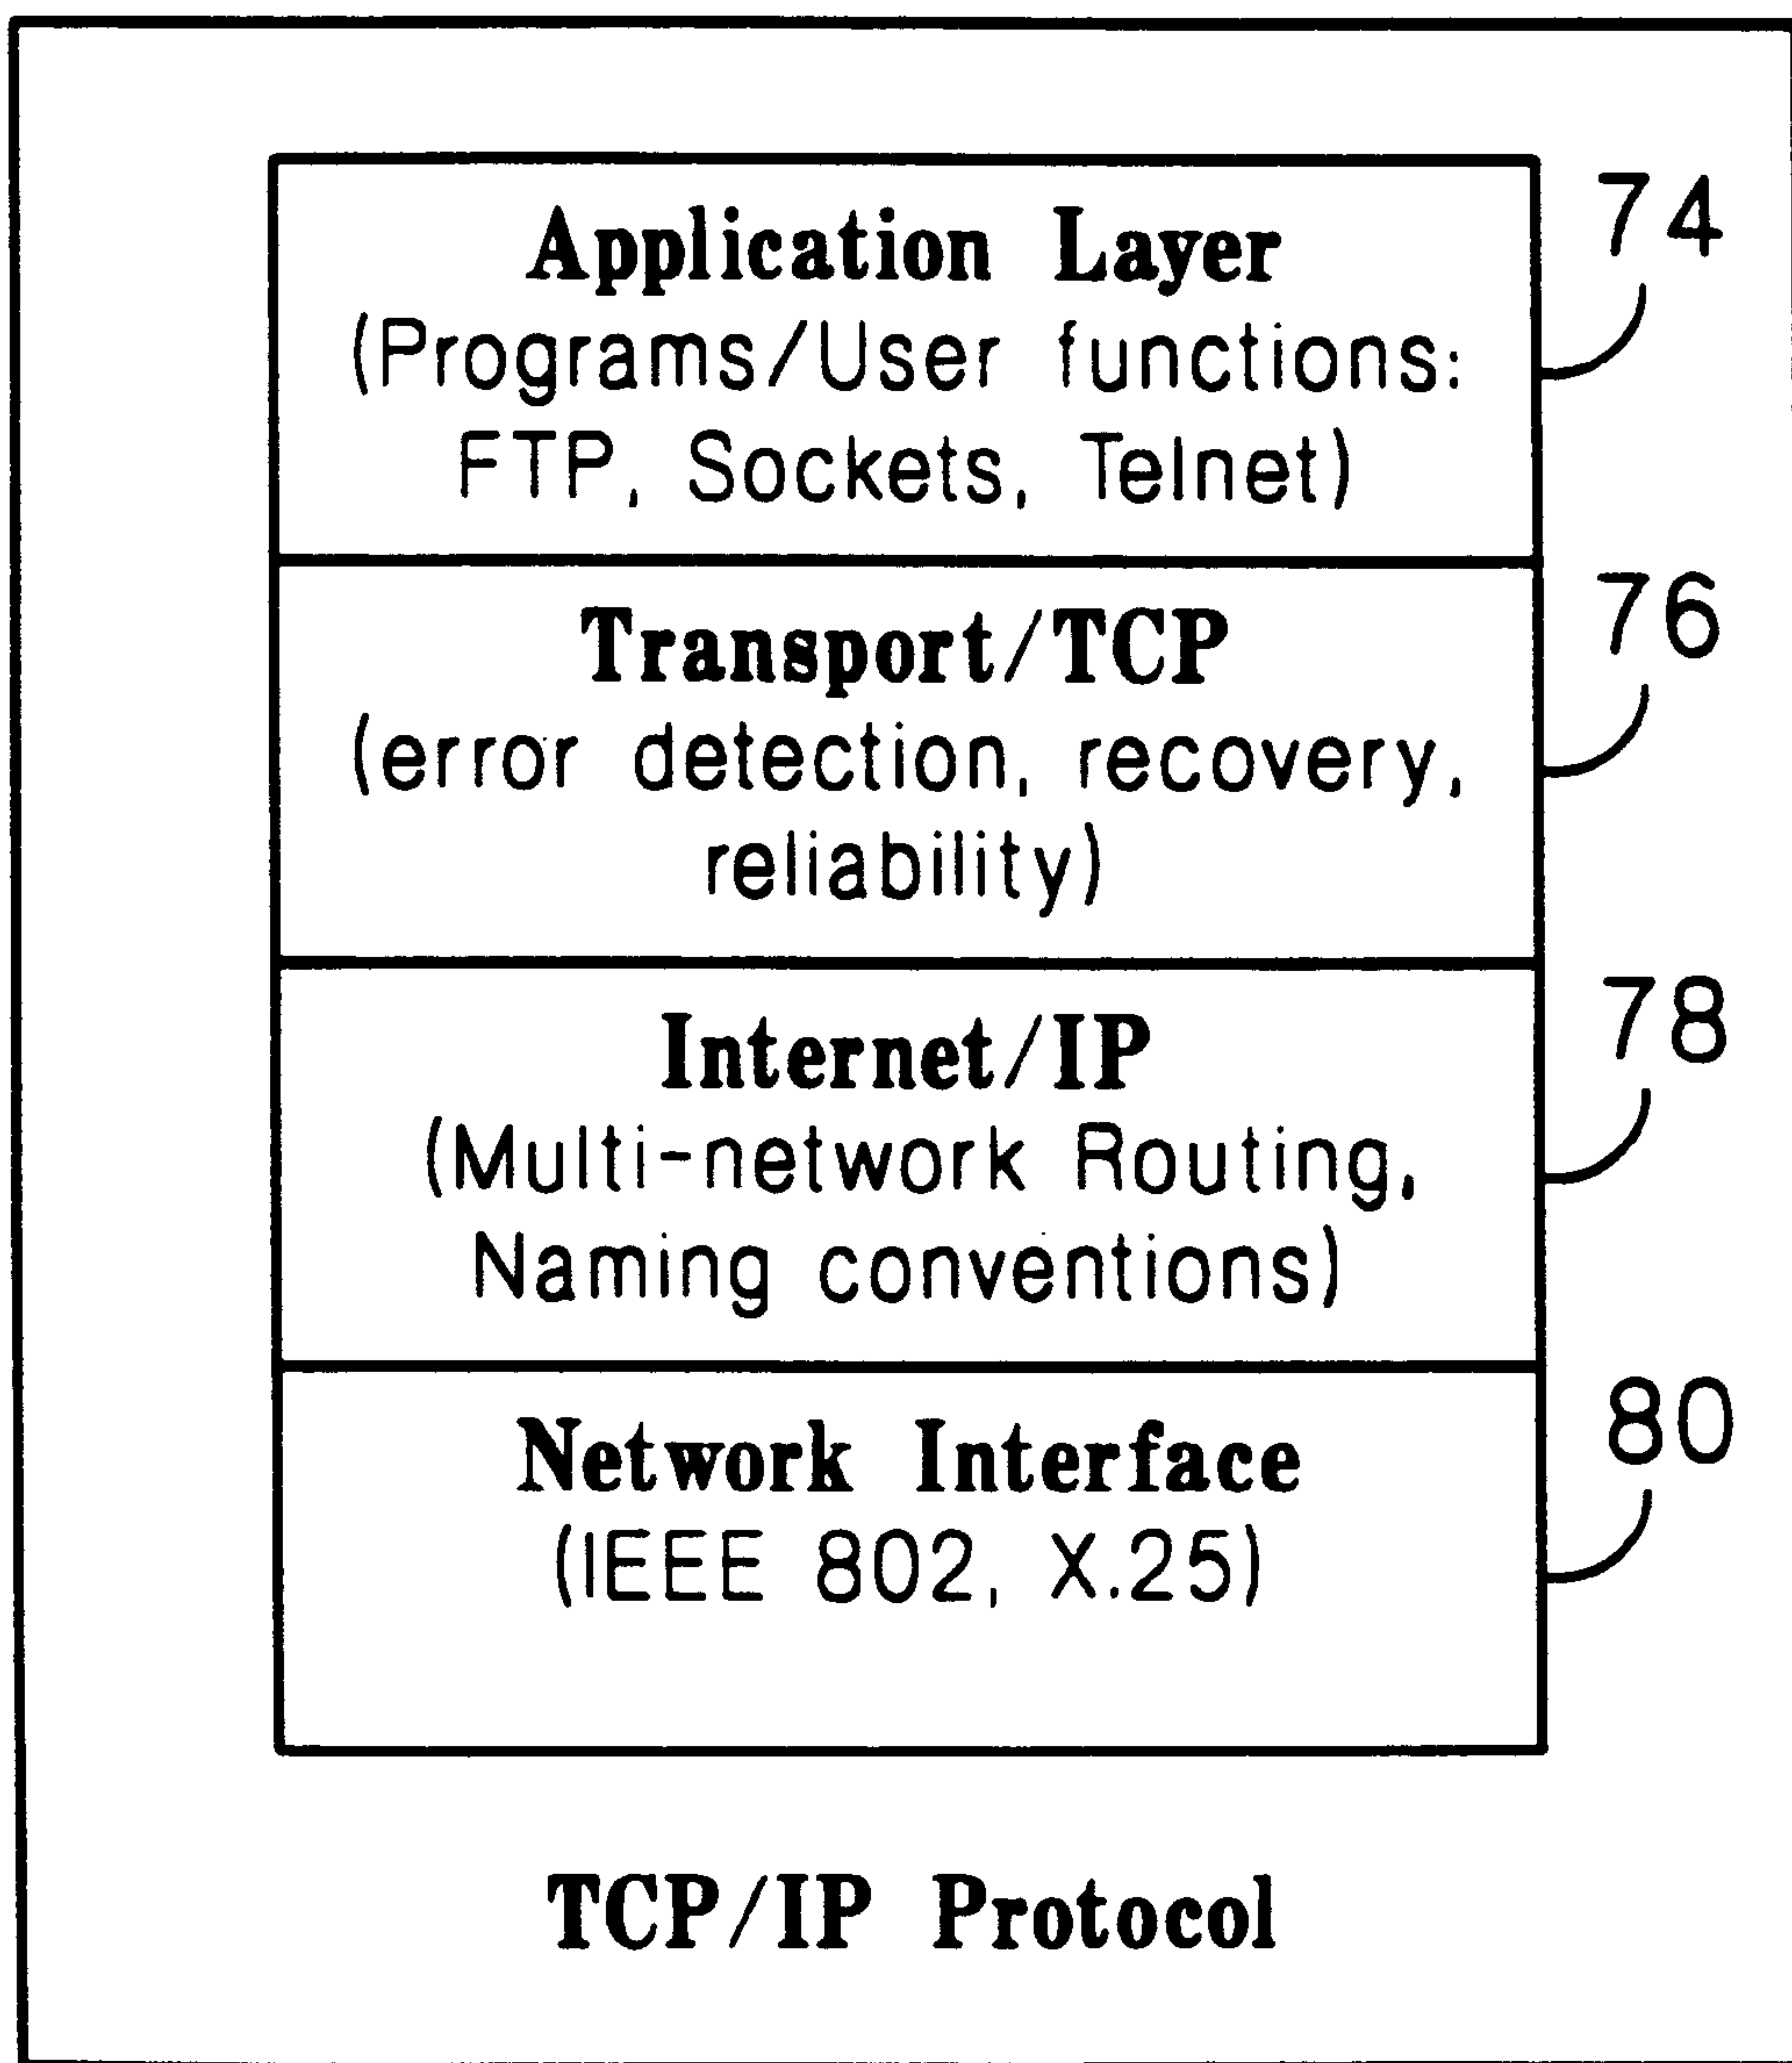 Application Layer
74
(Programs/User functions:
FTP, Sockets, Telnet)
Transport/TCP
76
(error detection, recovery,
reliability)
Internet/IP
78
(Multi-network Routing,
Naming conventions)
Network Interface
80
(IEEE 802, X.25)
TCP/IP Protocol